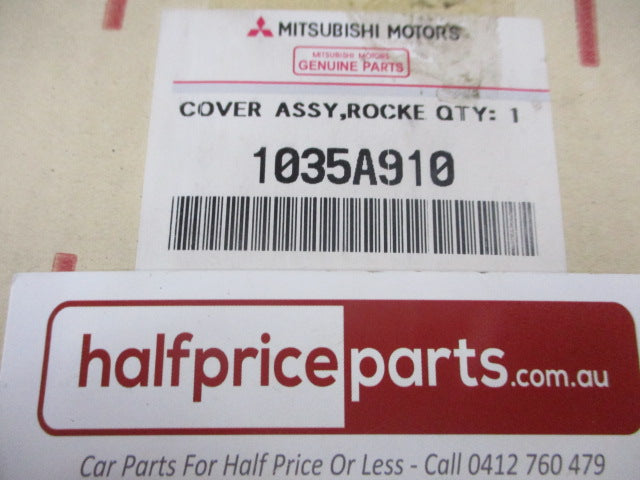 MITSUBISHI MOTORS
MITSUBISHI MOTORS
GENUINE PARTS
COVER ASSY,ROCKE QTY: 1
1035A910
halfpriceparts.com.au
Car Parts For Half Price Or Less - Call 0412 760 479